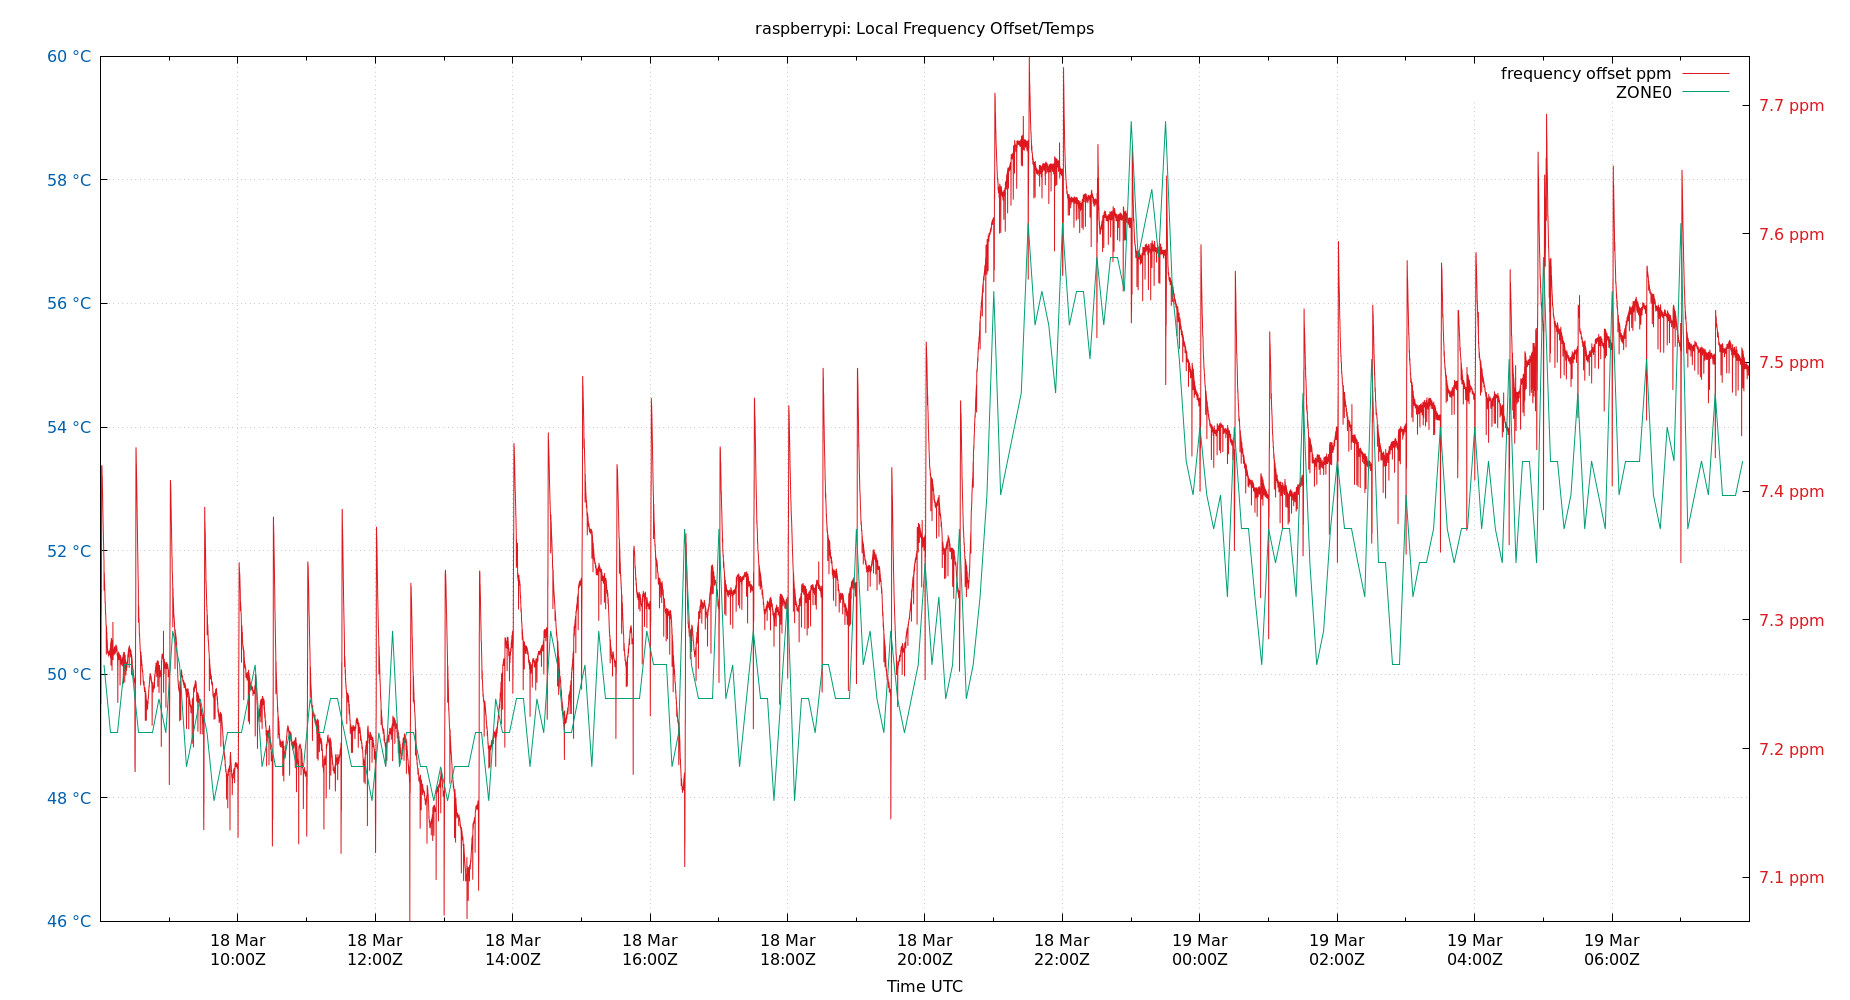 raspberrypi: Local Frequency Offset/Temps
frequency offset ppm
ZONE0
60 °C
58 °C
56 °C
54 °C
52 °C
50 °C
48 °C
46 °C
7.7 ppm
7.6 ppm
7.5 ppm
7.4 ppm
7.3 ppm
7.2 ppm
7.1 ppm
18 Mar
10:00Z
18 Mar
12:00Z
18 Mar
14:00Z
18 Mar
16:00Z
18 Mar
18:00Z
18 Mar
20:00Z
18 Mar
22:00Z
19 Mar
00:00Z
19 Mar
02:00Z
19 Mar
04:00Z
19 Mar
06:00Z
Time UTC